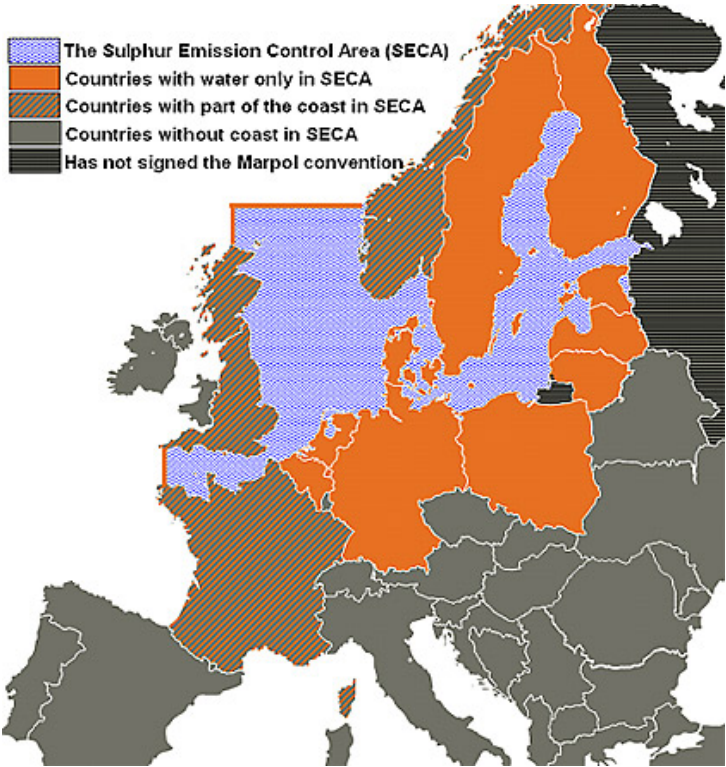 The Sulphur Emission Control Area (SECA)
Countries with water only in SECA
Countries with part of the coast in SECA
Countries without coast in SECA
Has not signed the Marpol convention